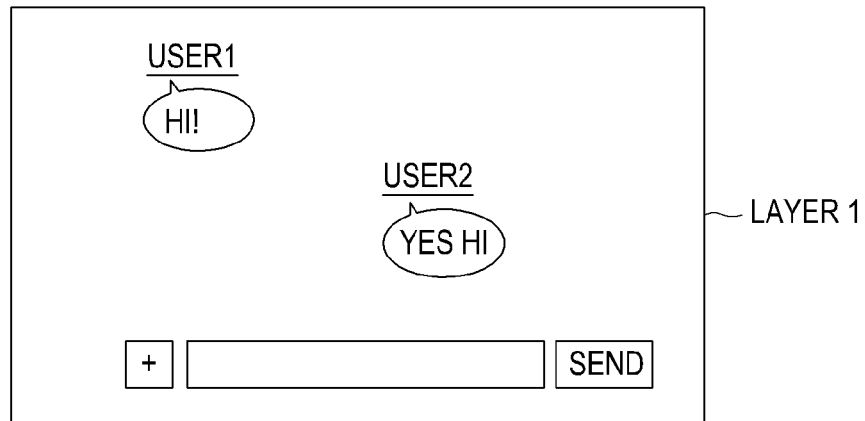 USER1
HI!
USER2
YES HI
LAYER 1
+
SEND